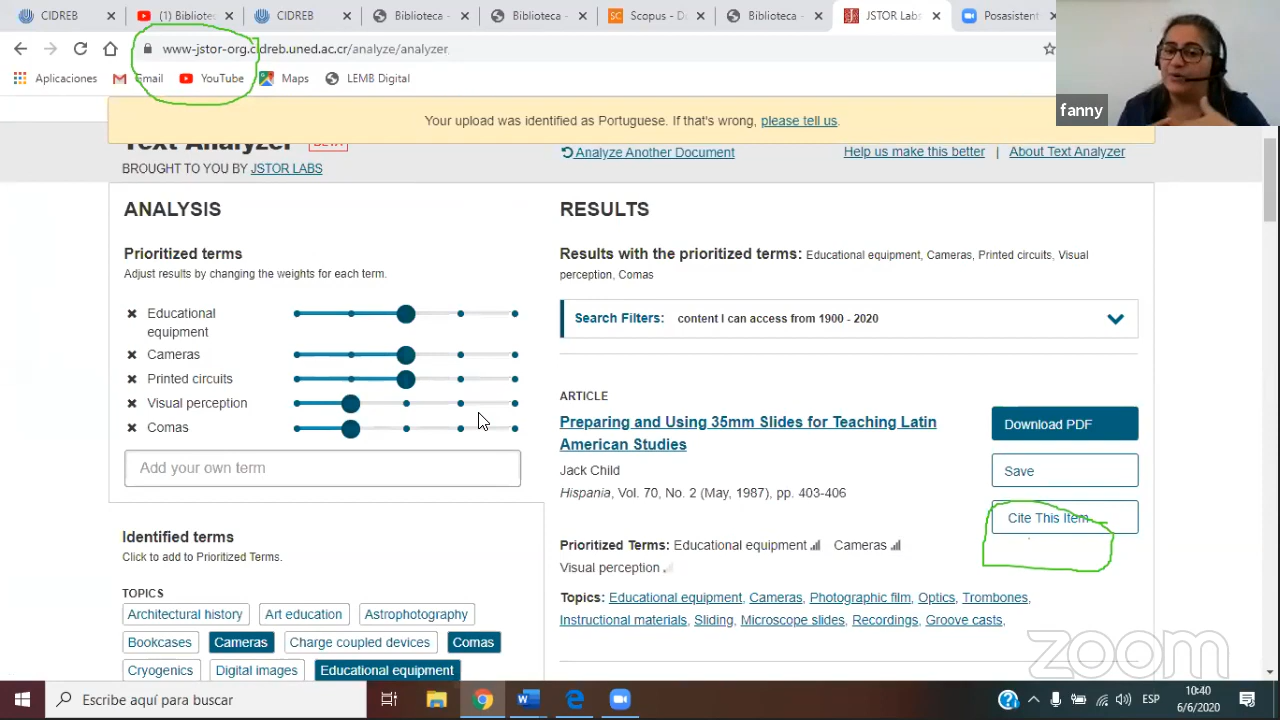 CIDREB
(1) Bibliote
CIDREB
Biblioteca -
Biblioteca -
Scopus - D
Biblioteca -
JSTOR Labs
Posasistent
www-jstor-org.cidreb.uned.ac.cr/analyze/analyzer
Aplicaciones
Gmail
YouTube
Maps
LEMB Digital
fanny
Your upload was identified as Portuguese. If that's wrong, please tell us.
Text Analyzer BETA
BROUGHT TO YOU BY JSTOR LABS
Analyze Another Document
Help us make this better | About Text Analyzer
ANALYSIS
Prioritized terms
Adjust results by changing the weights for each term.
Educational
equipment
Cameras
Printed circuits
Visual perception
Comas
Add your own term
Identified terms
Click to add to Prioritized Terms.
TOPICS
Architectural history
Art education
Astrophotography
Bookcases
Cameras
Charge coupled devices
Comas
Cryogenics
Digital images
Educational equipment
RESULTS
Results with the prioritized terms: Educational equipment, Cameras, Printed circuits, Visual
perception, Comas
Search Filters: content I can access from 1900 - 2020
ARTICLE
Preparing and Using 35mm Slides for Teaching Latin
American Studies
Jack Child
Hispania, Vol. 70, No. 2 (May, 1987), pp. 403-406
Download PDF
Save
Cite This Item
Prioritized Terms: Educational equipment Cameras
Visual perception
Topics: Educational equipment, Cameras, Photographic film, Optics, Trombones,
Instructional materials, Sliding, Microscope slides, Recordings, Groove casts,
zoom
Escribe aquí para buscar
ESP
10:40
6/6/2020